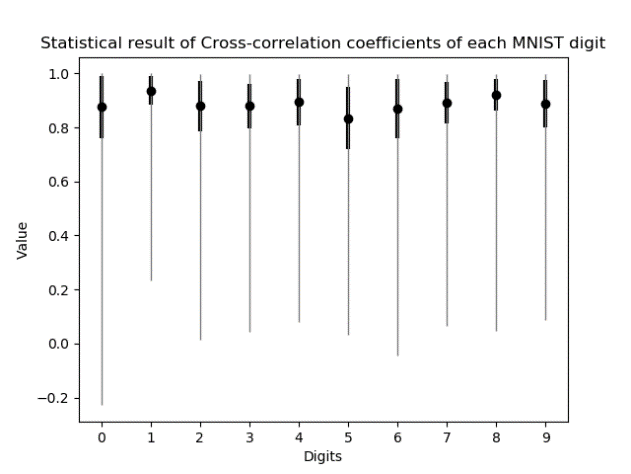 Statistical result of Cross-correlation coefficients of each MNIST digit
1.0
0.8
0.6
0.4
0.2
0.0
−0.2
Value
0 1 2 3 4 5 6 7 8 9
Digits